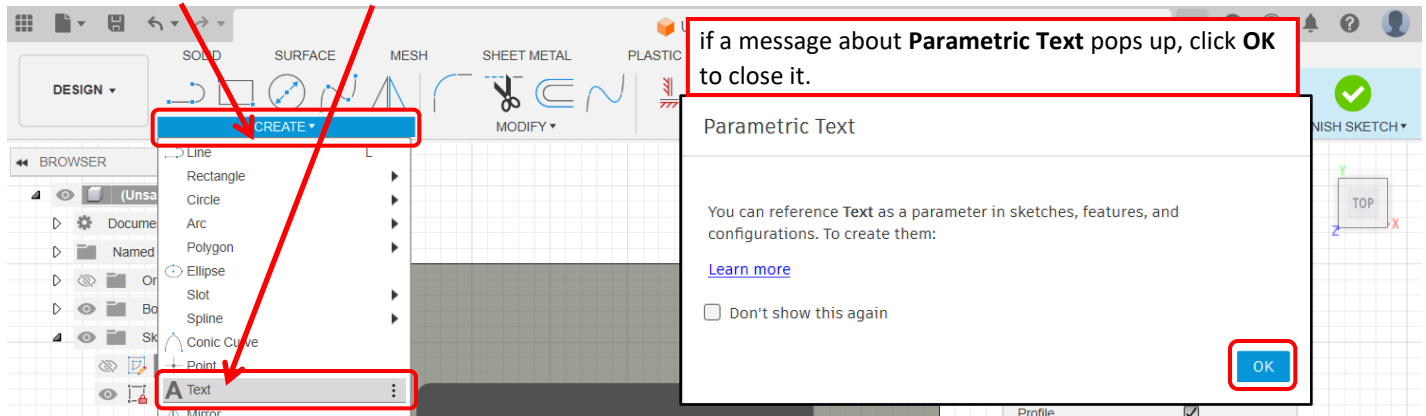 if a message about Parametric Text pops up, click OK
to close it.
SOLID SURFACE MESH SHEET METAL PLASTIC
DESIGN
CREATE
MODIFY
NISH SKETCH
BROWSER
Line L
Rectangle
Circle
Arc
Polygon
Ellipse
Slot
Spline
Conic Curve
Point
Text
Mirror
(Unsa
Docume
Named
Or
Bo
Sk
Parametric Text
You can reference Text as a parameter in sketches, features, and
configurations. To create them:
Learn more
Don't show this again
OK
Y
TOP
X
Z
Profile